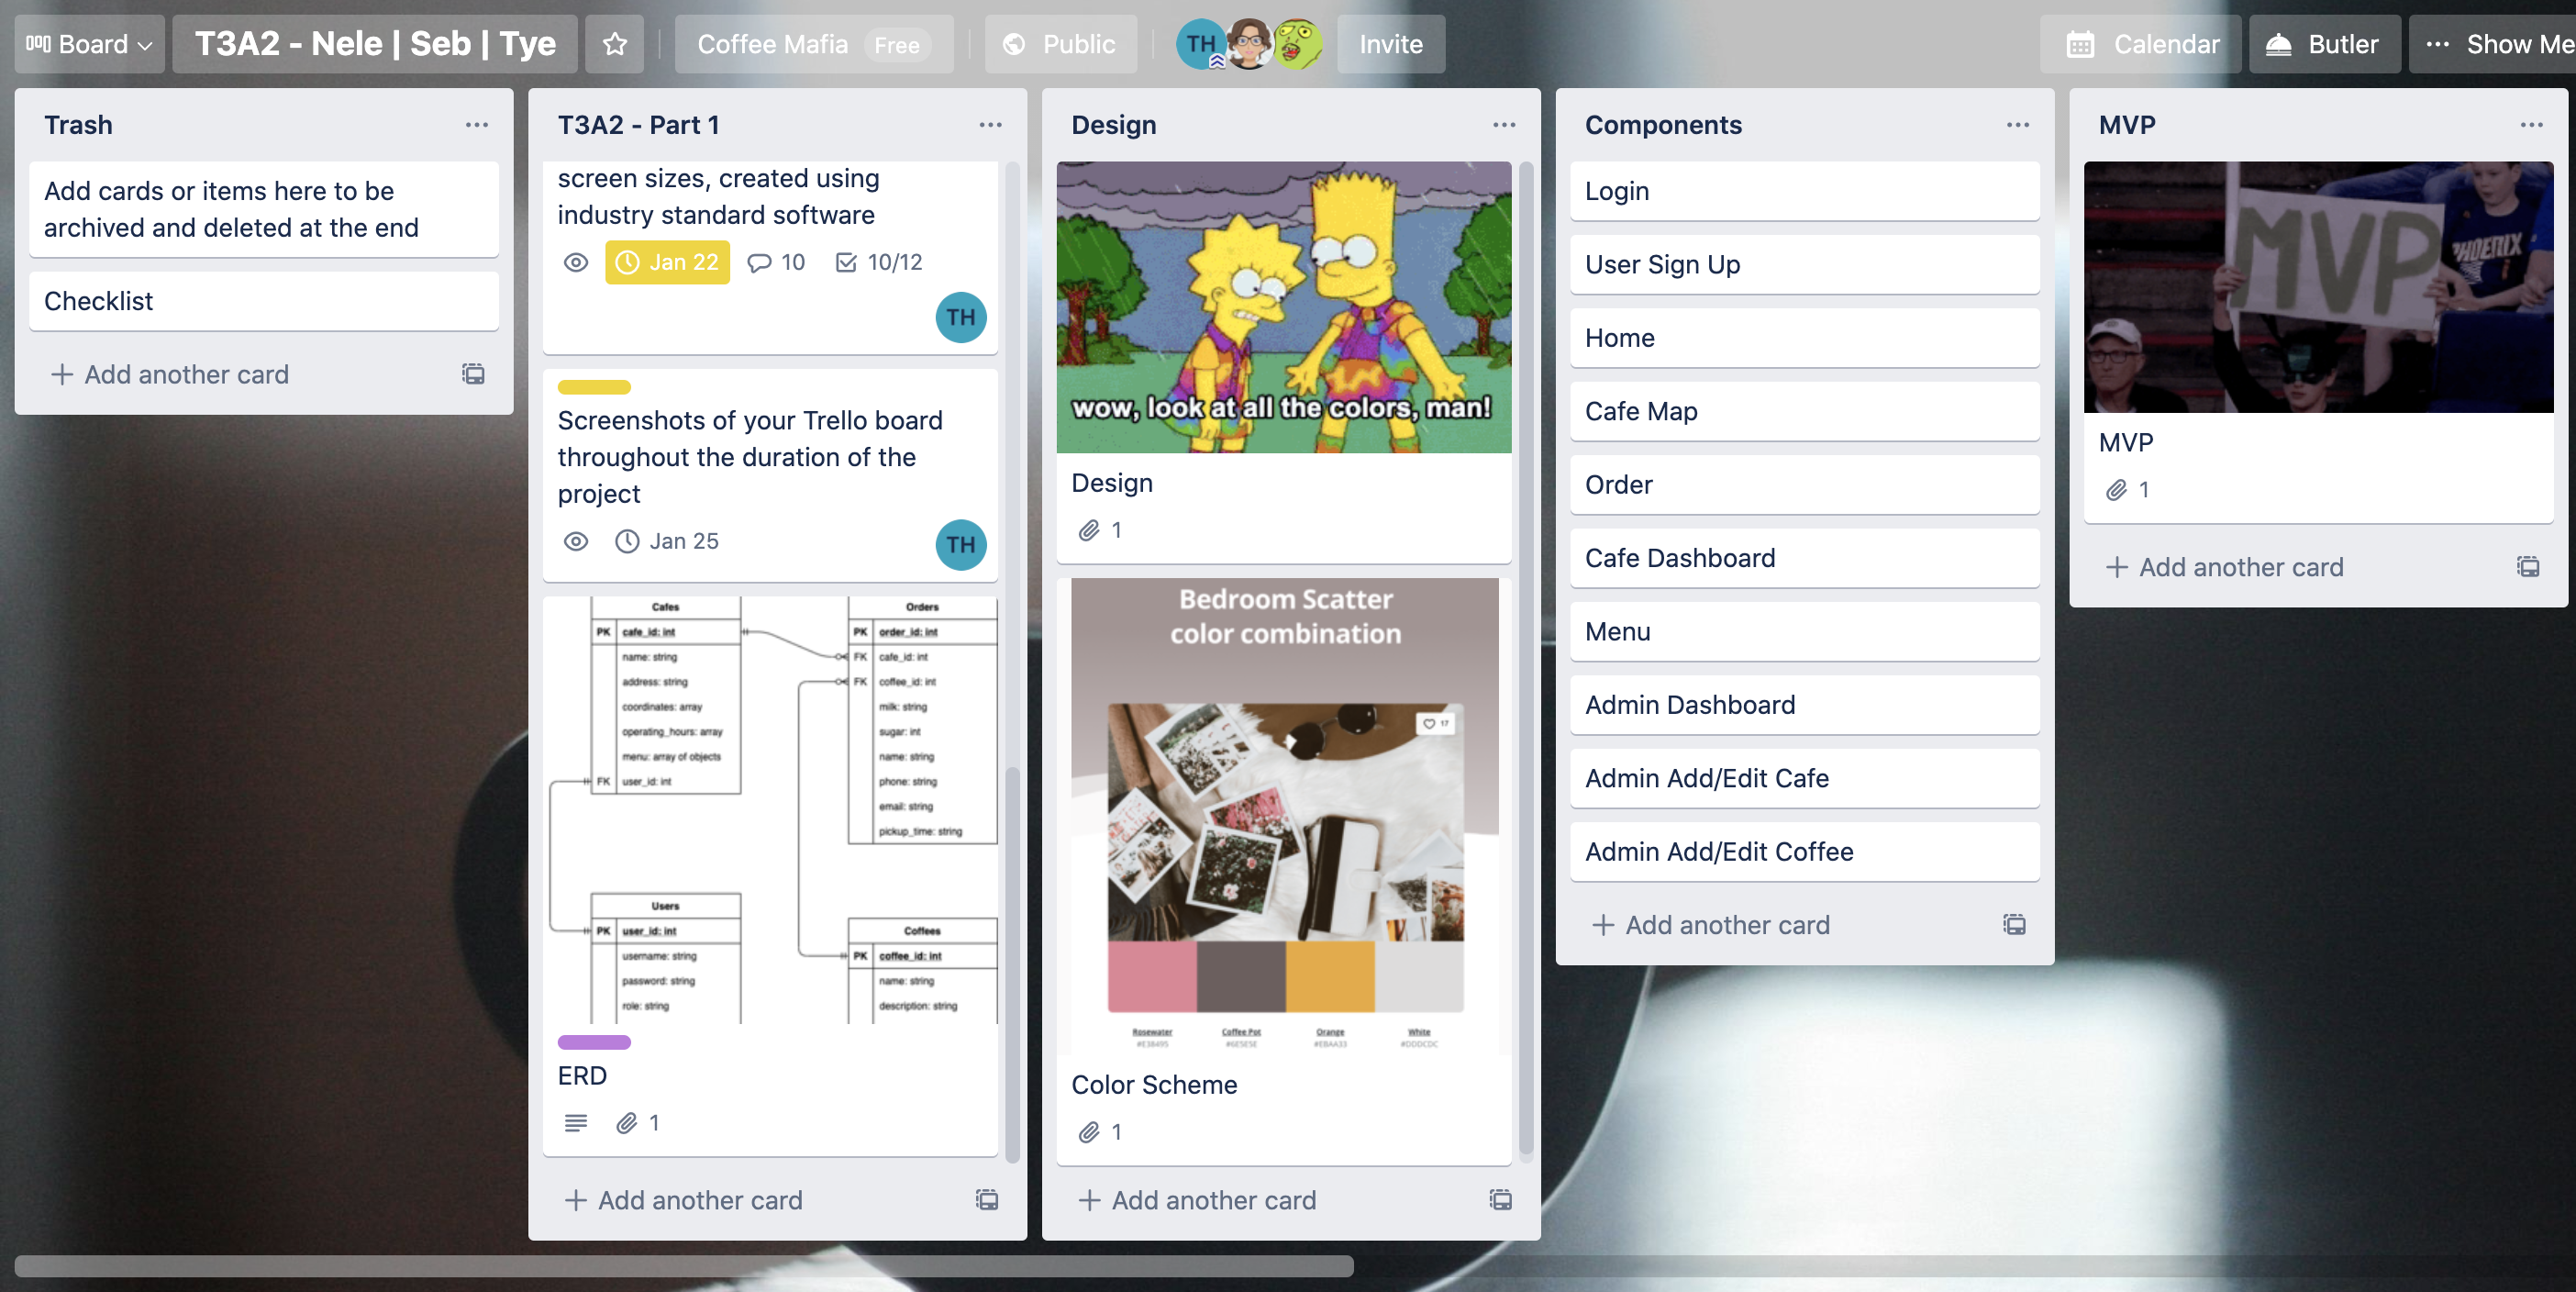 Board
T3A2 - Nele | Seb | Tye
Coffee Mafia Free
Public
TH
Invite
Calendar
Butler
Show Me
Trash
Add cards or items here to be
archived and deleted at the end
Checklist
Add another card
T3A2 - Part 1
screen sizes, created using
industry standard software
Jan 22
10
10/12
TH
Screenshots of your Trello board
throughout the duration of the
project
Jan 25
TH
Cafes
PK cafe_id: int
name: string
address: string
coordinates: array
operating_hours: array
menu: array of objects
FK user_id: int
Orders
PK order_id: int
FK cafe_id: int
FK coffee_id: int
milk: string
sugar: int
name: string
phone: string
email: string
pickup_time: string
Users
PK user_id: int
username: string
password: string
role: string
Coffees
PK coffee_id: int
name: string
description: string
ERD
1
Add another card
Design
wow, look at all the colors, man!
Design
1
Bedroom Scatter
color combination
17
Rosewater
#E38495
Coffee Pot
#6E5E5E
Orange
#EBAA33
White
#DDDCDC
Color Scheme
1
Add another card
Components
Login
User Sign Up
Home
Cafe Map
Order
Cafe Dashboard
Menu
Admin Dashboard
Admin Add/Edit Cafe
Admin Add/Edit Coffee
Add another card
MVP
MVP
PHOENIX
MVP
1
Add another card